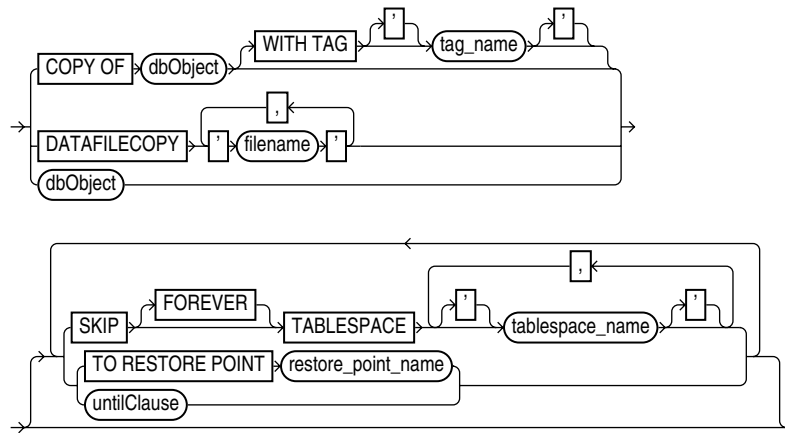 ' '
WITH TAG tag_name
COPY OF dbObject
,
DATAFILECOPY ' filename '
dbObject
,
FOREVER ' '
SKIP TABLESPACE tablespace_name
TO RESTORE POINT restore_point_name
untilClause